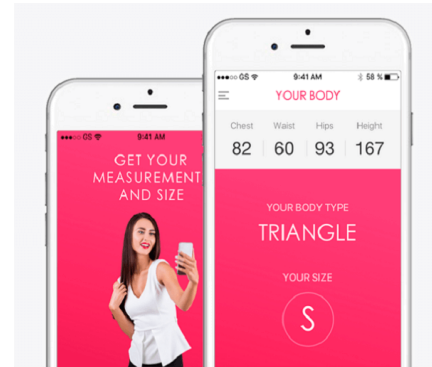 GS
9:41 AM
GET YOUR
MEASUREMENT
AND SIZE
GS
9:41 AM
58 %
YOUR BODY
Chest Waist Hips Height
82 60 93 167
YOUR BODY TYPE
TRIANGLE
YOUR SIZE
S